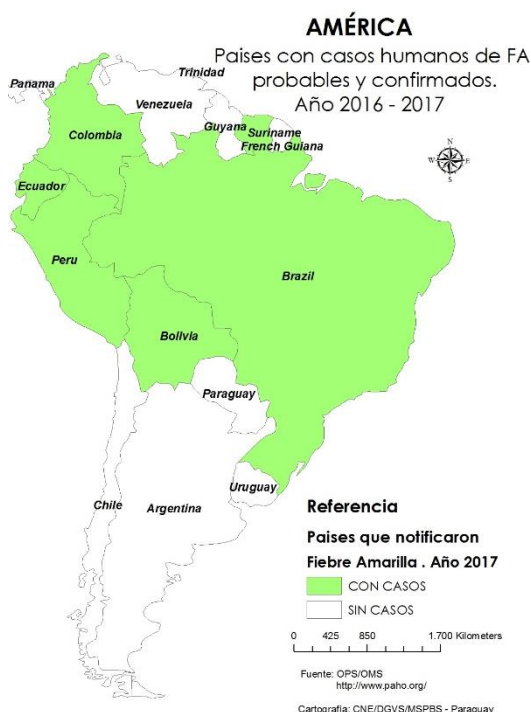 AMÉRICA
Paises con casos humanos de FA
probables y confirmados.
Año 2016 - 2017
Panama
Trinidad
Venezuela
Guyana
Suriname
French Guiana
Colombia
N
W
E
S
Ecuador
Peru
Brazil
Bolivia
Paraguay
Uruguay
Chile
Argentina
Referencia
Paises que notificaron
Fiebre Amarilla . Año 2017
CON CASOS
SIN CASOS
0 425 850 1.700 Kilometers
Fuente: OPS/OMS
http://www.paho.org/
Cartografía: CNE/DGVS/MSPBS - Paraguay